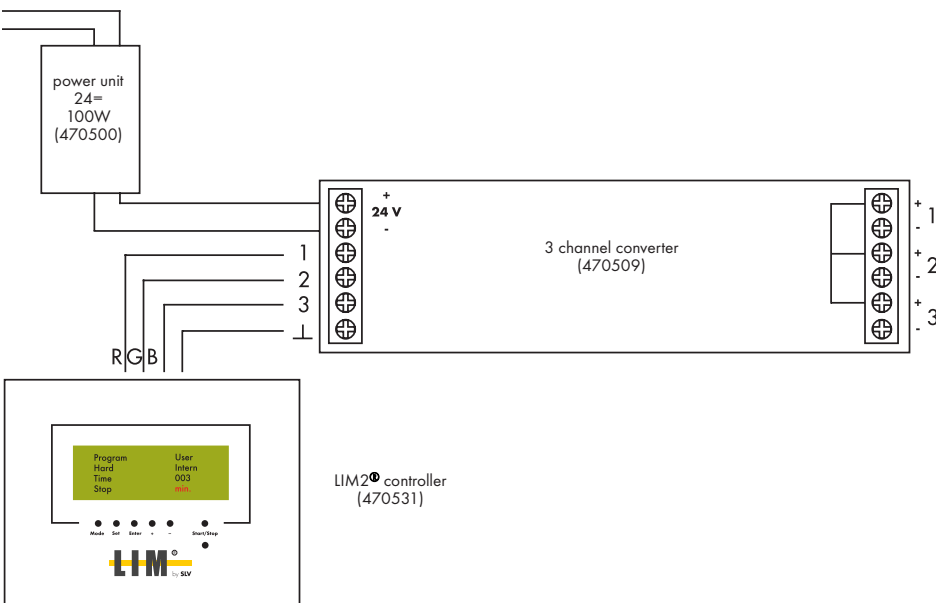 power unit
24=
100W
(470500)
+
24 V
-
1
2
3
⊥
3 channel converter
(470509)
+
1
-
+
2
-
+
3
-
R G B
Program User
Hard Intern
Time 003
Stop min.
Mode Set Enter + - Start/Stop
LIM®
by SLV
LIM2® controller
(470531)